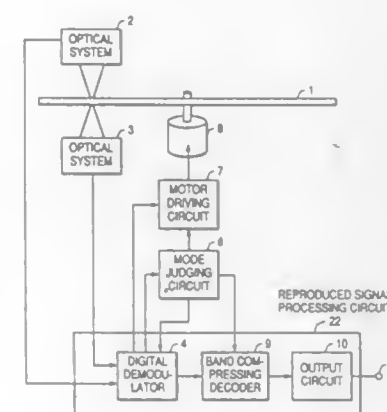 2
OPTICAL
SYSTEM
1
3
OPTICAL
SYSTEM
8
7
MOTOR
DRIVING
CIRCUIT
6
MODE
JUDGING
CIRCUIT
REPRODUCED SIGNAL
PROCESSING CIRCUIT
22
4
DIGITAL
DEMODU-
LATOR
9
BAND COM-
PRESSING
DECODER
10
OUTPUT
CIRCUIT